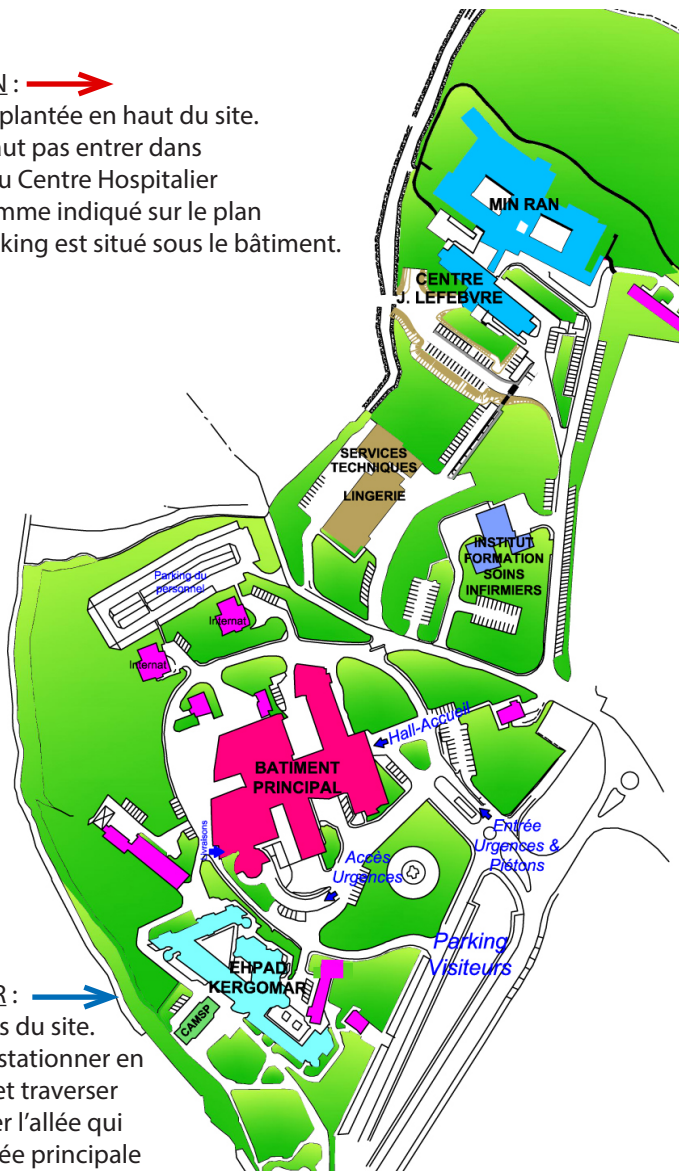 N :
plantée en haut du site.
aut pas entrer dans
u Centre Hospitalier
mme indiqué sur le plan
king est situé sous le bâtiment.
MIN RAN
CENTRE
J. LEFEBVRE
SERVICES
TECHNIQUES
LINGERIE
INSTITUT
FORMATION
SOINS
INFIRMIERS
Parking du
personnel
Internat
Internat
Hall-Accueil
BATIMENT
PRINCIPAL
Livraisons
Accès
Urgences
Entrée
Urgences &
Piétons
Parking
Visiteurs
EHPAD
KERGOMAR
CAMSP
R :
s du site.
stationner en
et traverser
er l’allée qui
ée principale